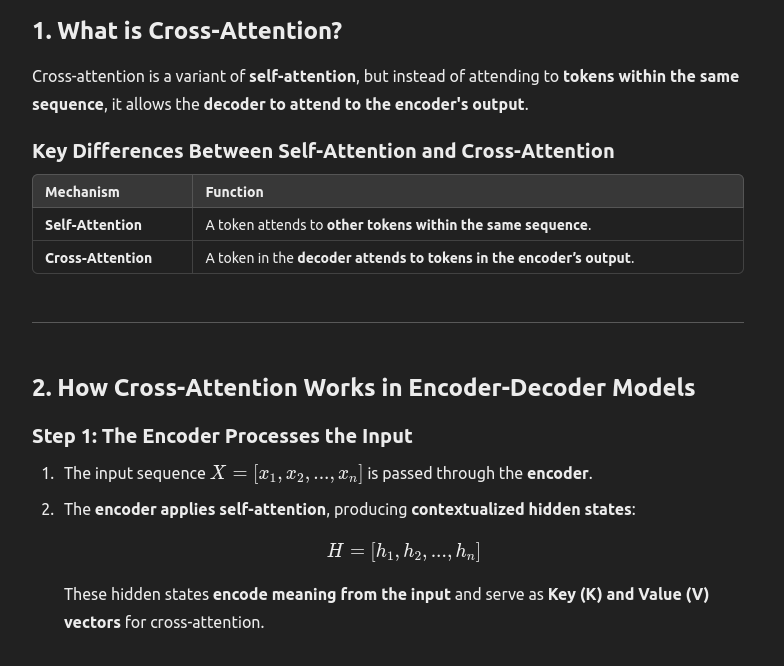 1. What is Cross-Attention?
Cross-attention is a variant of self-attention, but instead of attending to tokens within the same
sequence, it allows the decoder to attend to the encoder's output.
Key Differences Between Self-Attention and Cross-Attention
Mechanism Function
Self-Attention A token attends to other tokens within the same sequence.
Cross-Attention A token in the decoder attends to tokens in the encoder’s output.
2. How Cross-Attention Works in Encoder-Decoder Models
Step 1: The Encoder Processes the Input
1. The input sequence X = [x₁, x₂, ..., xₙ] is passed through the encoder.
2. The encoder applies self-attention, producing contextualized hidden states:
H = [h₁, h₂, ..., hₙ]
These hidden states encode meaning from the input and serve as Key (K) and Value (V)
vectors for cross-attention.